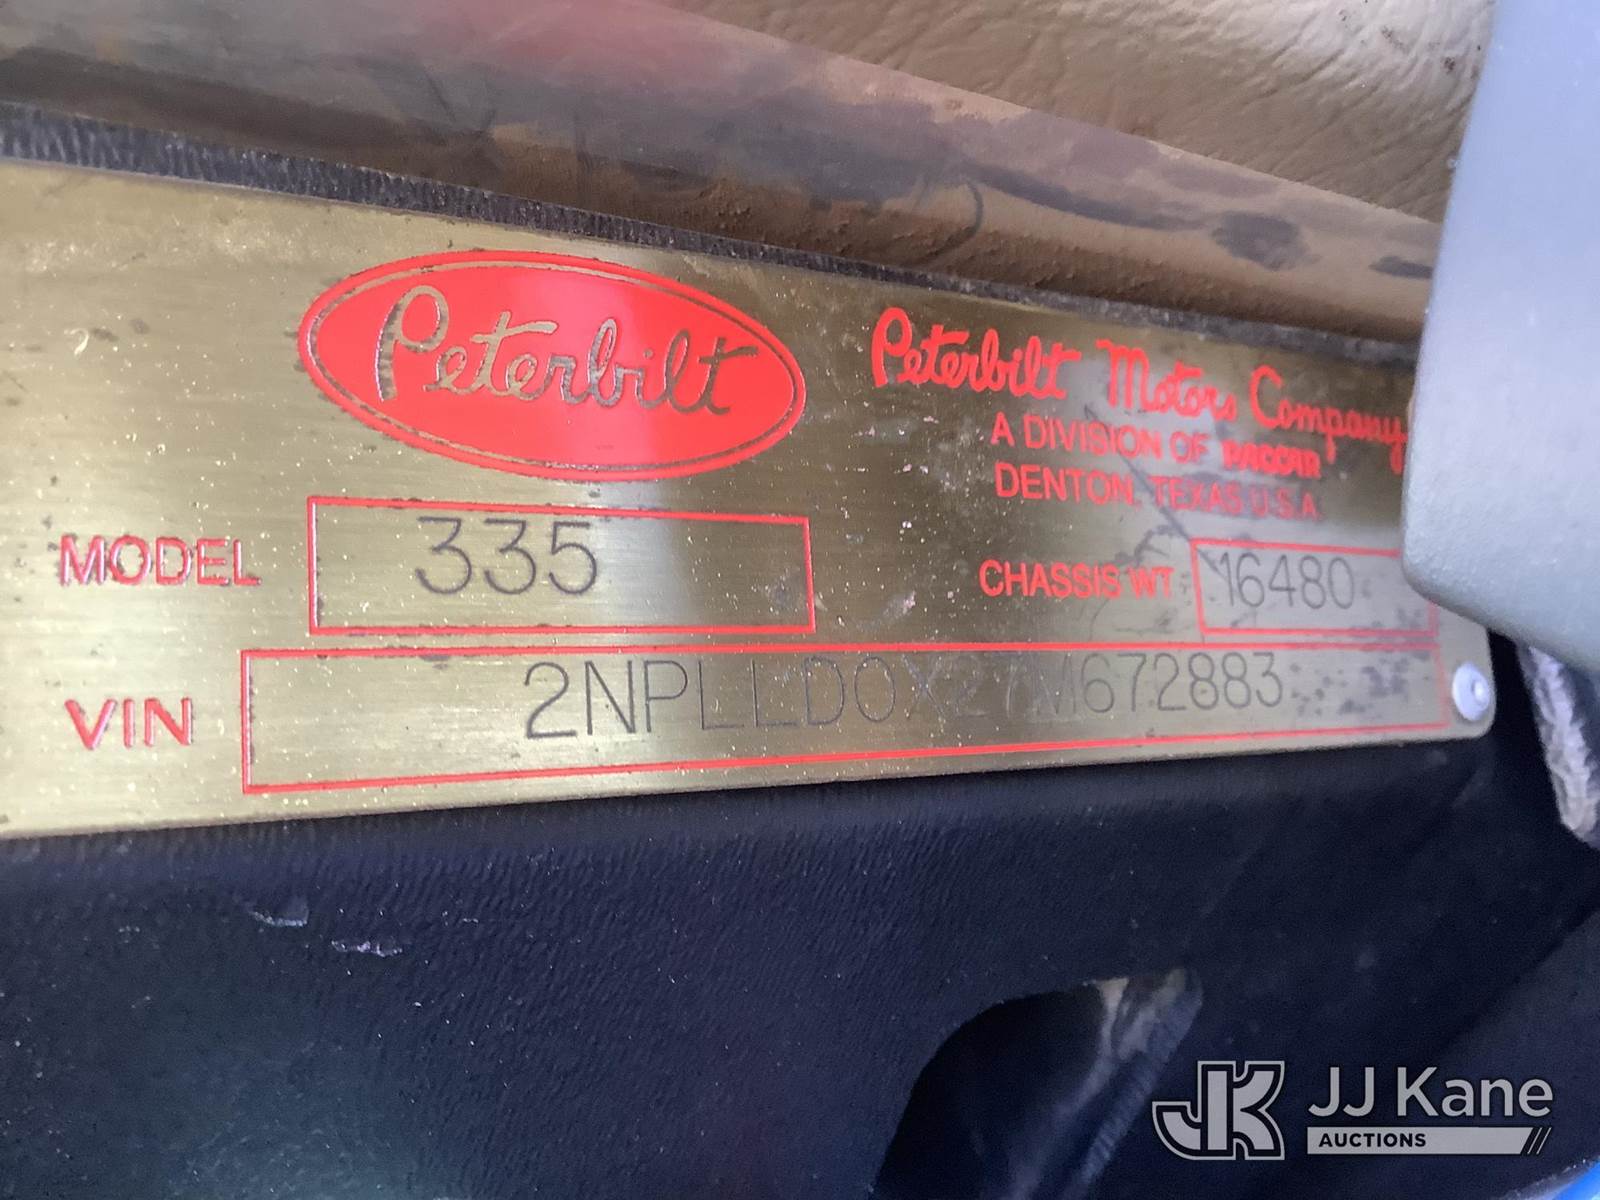 Peterbilt
Peterbilt Motors Company
A DIVISION OF PACCAR
DENTON, TEXAS U.S.A.
MODEL 335
CHASSIS WT 16480
VIN 2NPLLD0X27M672883
JK JJ Kane
AUCTIONS